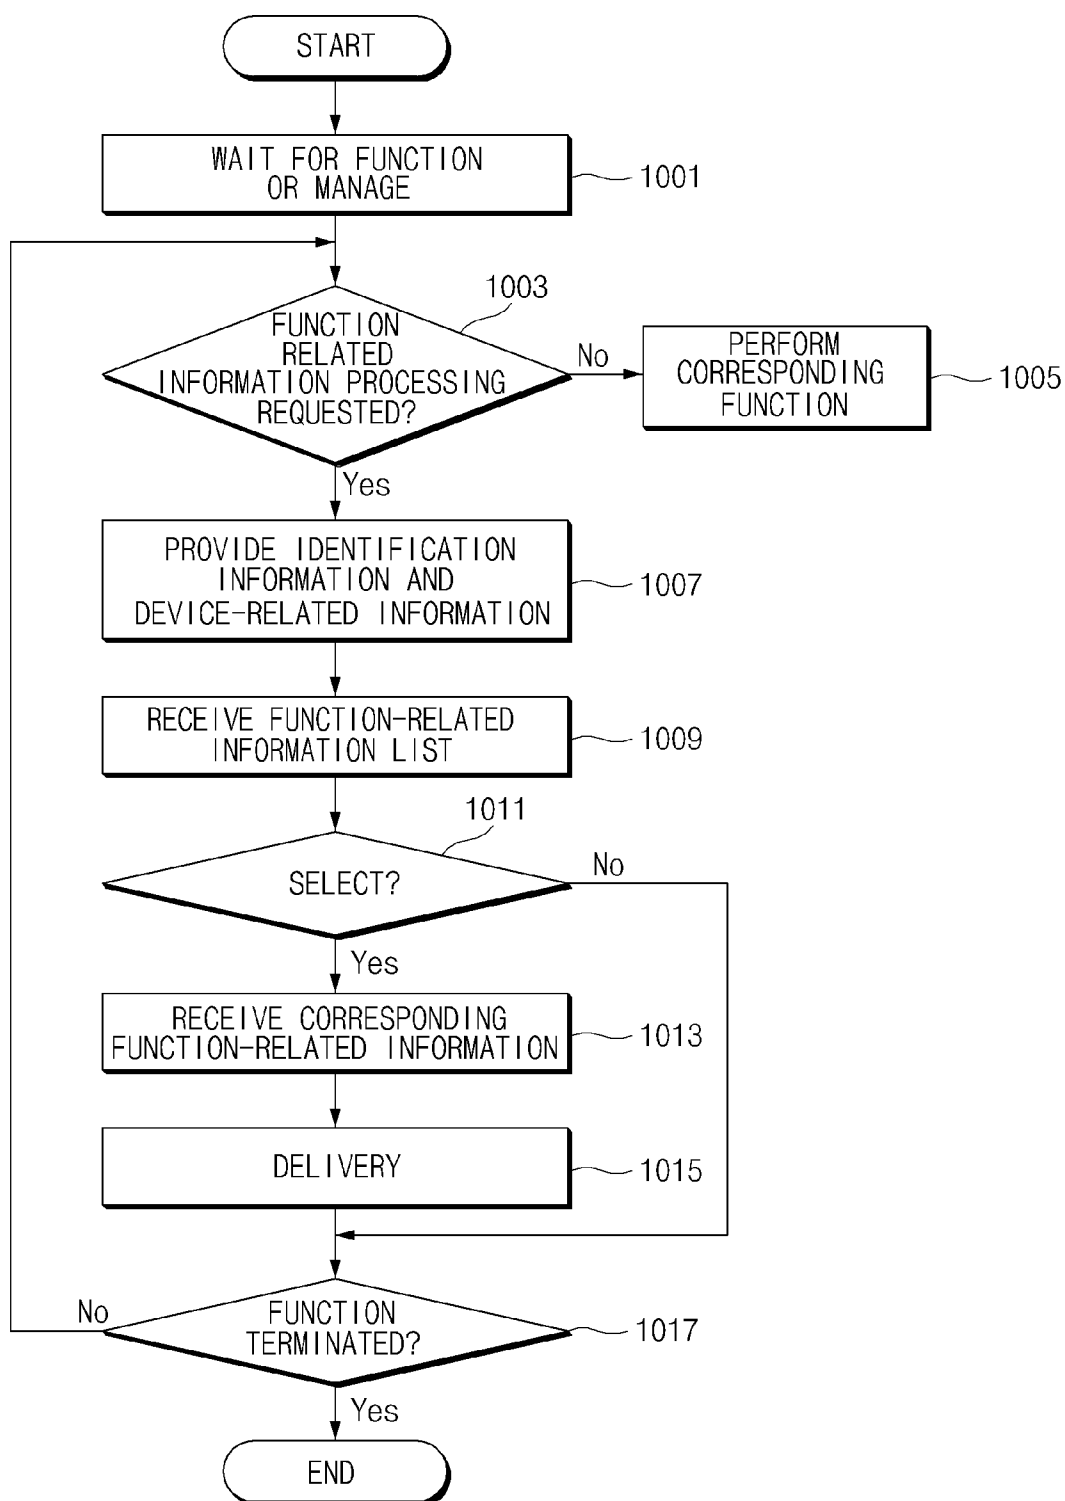 START
WAIT FOR FUNCTION
OR MANAGE
1001
1003
FUNCTION
RELATED
INFORMATION PROCESSING
REQUESTED?
No
PERFORM
CORRESPONDING
FUNCTION
1005
Yes
PROVIDE IDENTIFICATION
INFORMATION AND
DEVICE-RELATED INFORMATION
1007
RECEIVE FUNCTION-RELATED
INFORMATION LIST
1009
1011
SELECT?
No
Yes
RECEIVE CORRESPONDING
FUNCTION-RELATED INFORMATION
1013
DELIVERY
1015
No
FUNCTION
TERMINATED?
1017
Yes
END